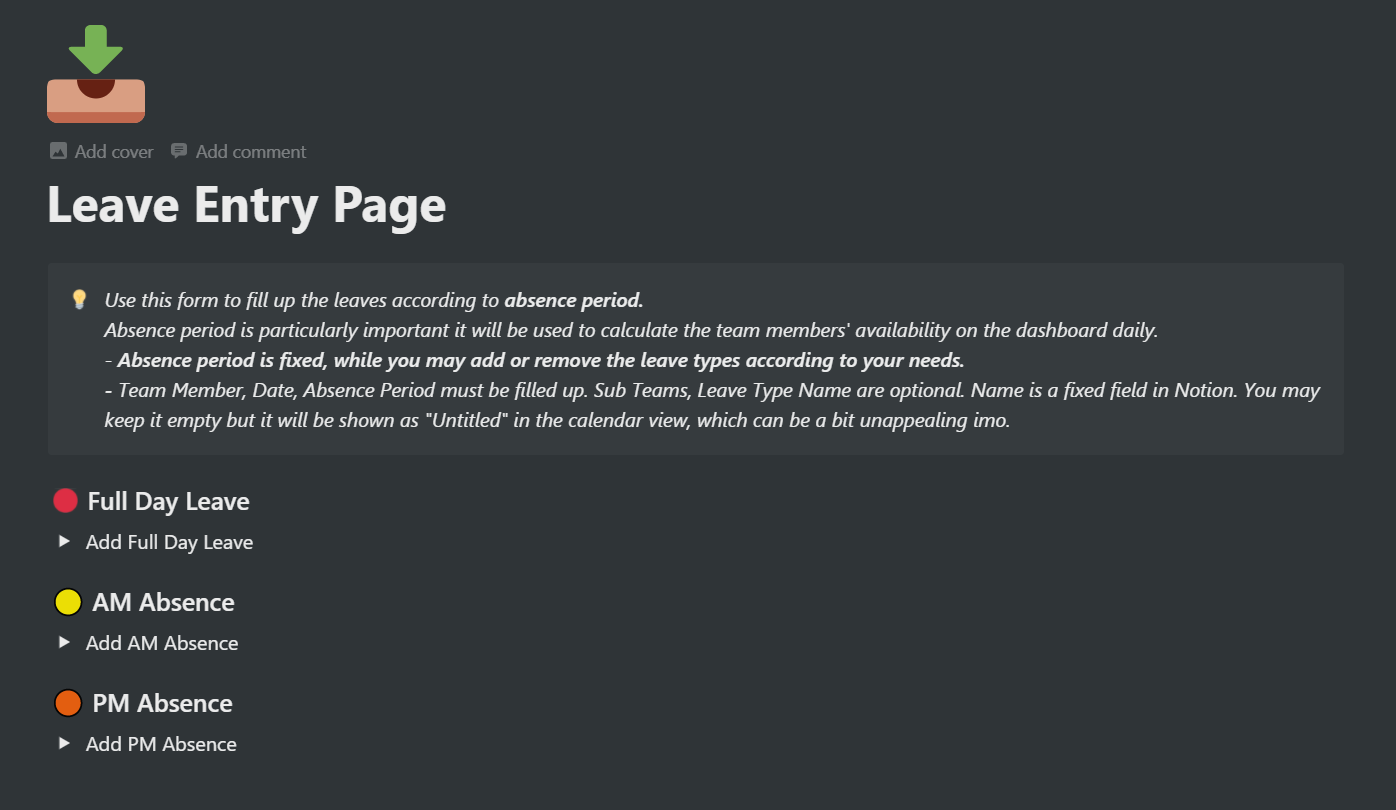 Add cover Add comment
Leave Entry Page
Use this form to fill up the leaves according to absence period.
Absence period is particularly important it will be used to calculate the team members' availability on the dashboard daily.
- Absence period is fixed, while you may add or remove the leave types according to your needs.
- Team Member, Date, Absence Period must be filled up. Sub Teams, Leave Type Name are optional. Name is a fixed field in Notion. You may
keep it empty but it will be shown as "Untitled" in the calendar view, which can be a bit unappealing imo.
Full Day Leave
Add Full Day Leave
AM Absence
Add AM Absence
PM Absence
Add PM Absence